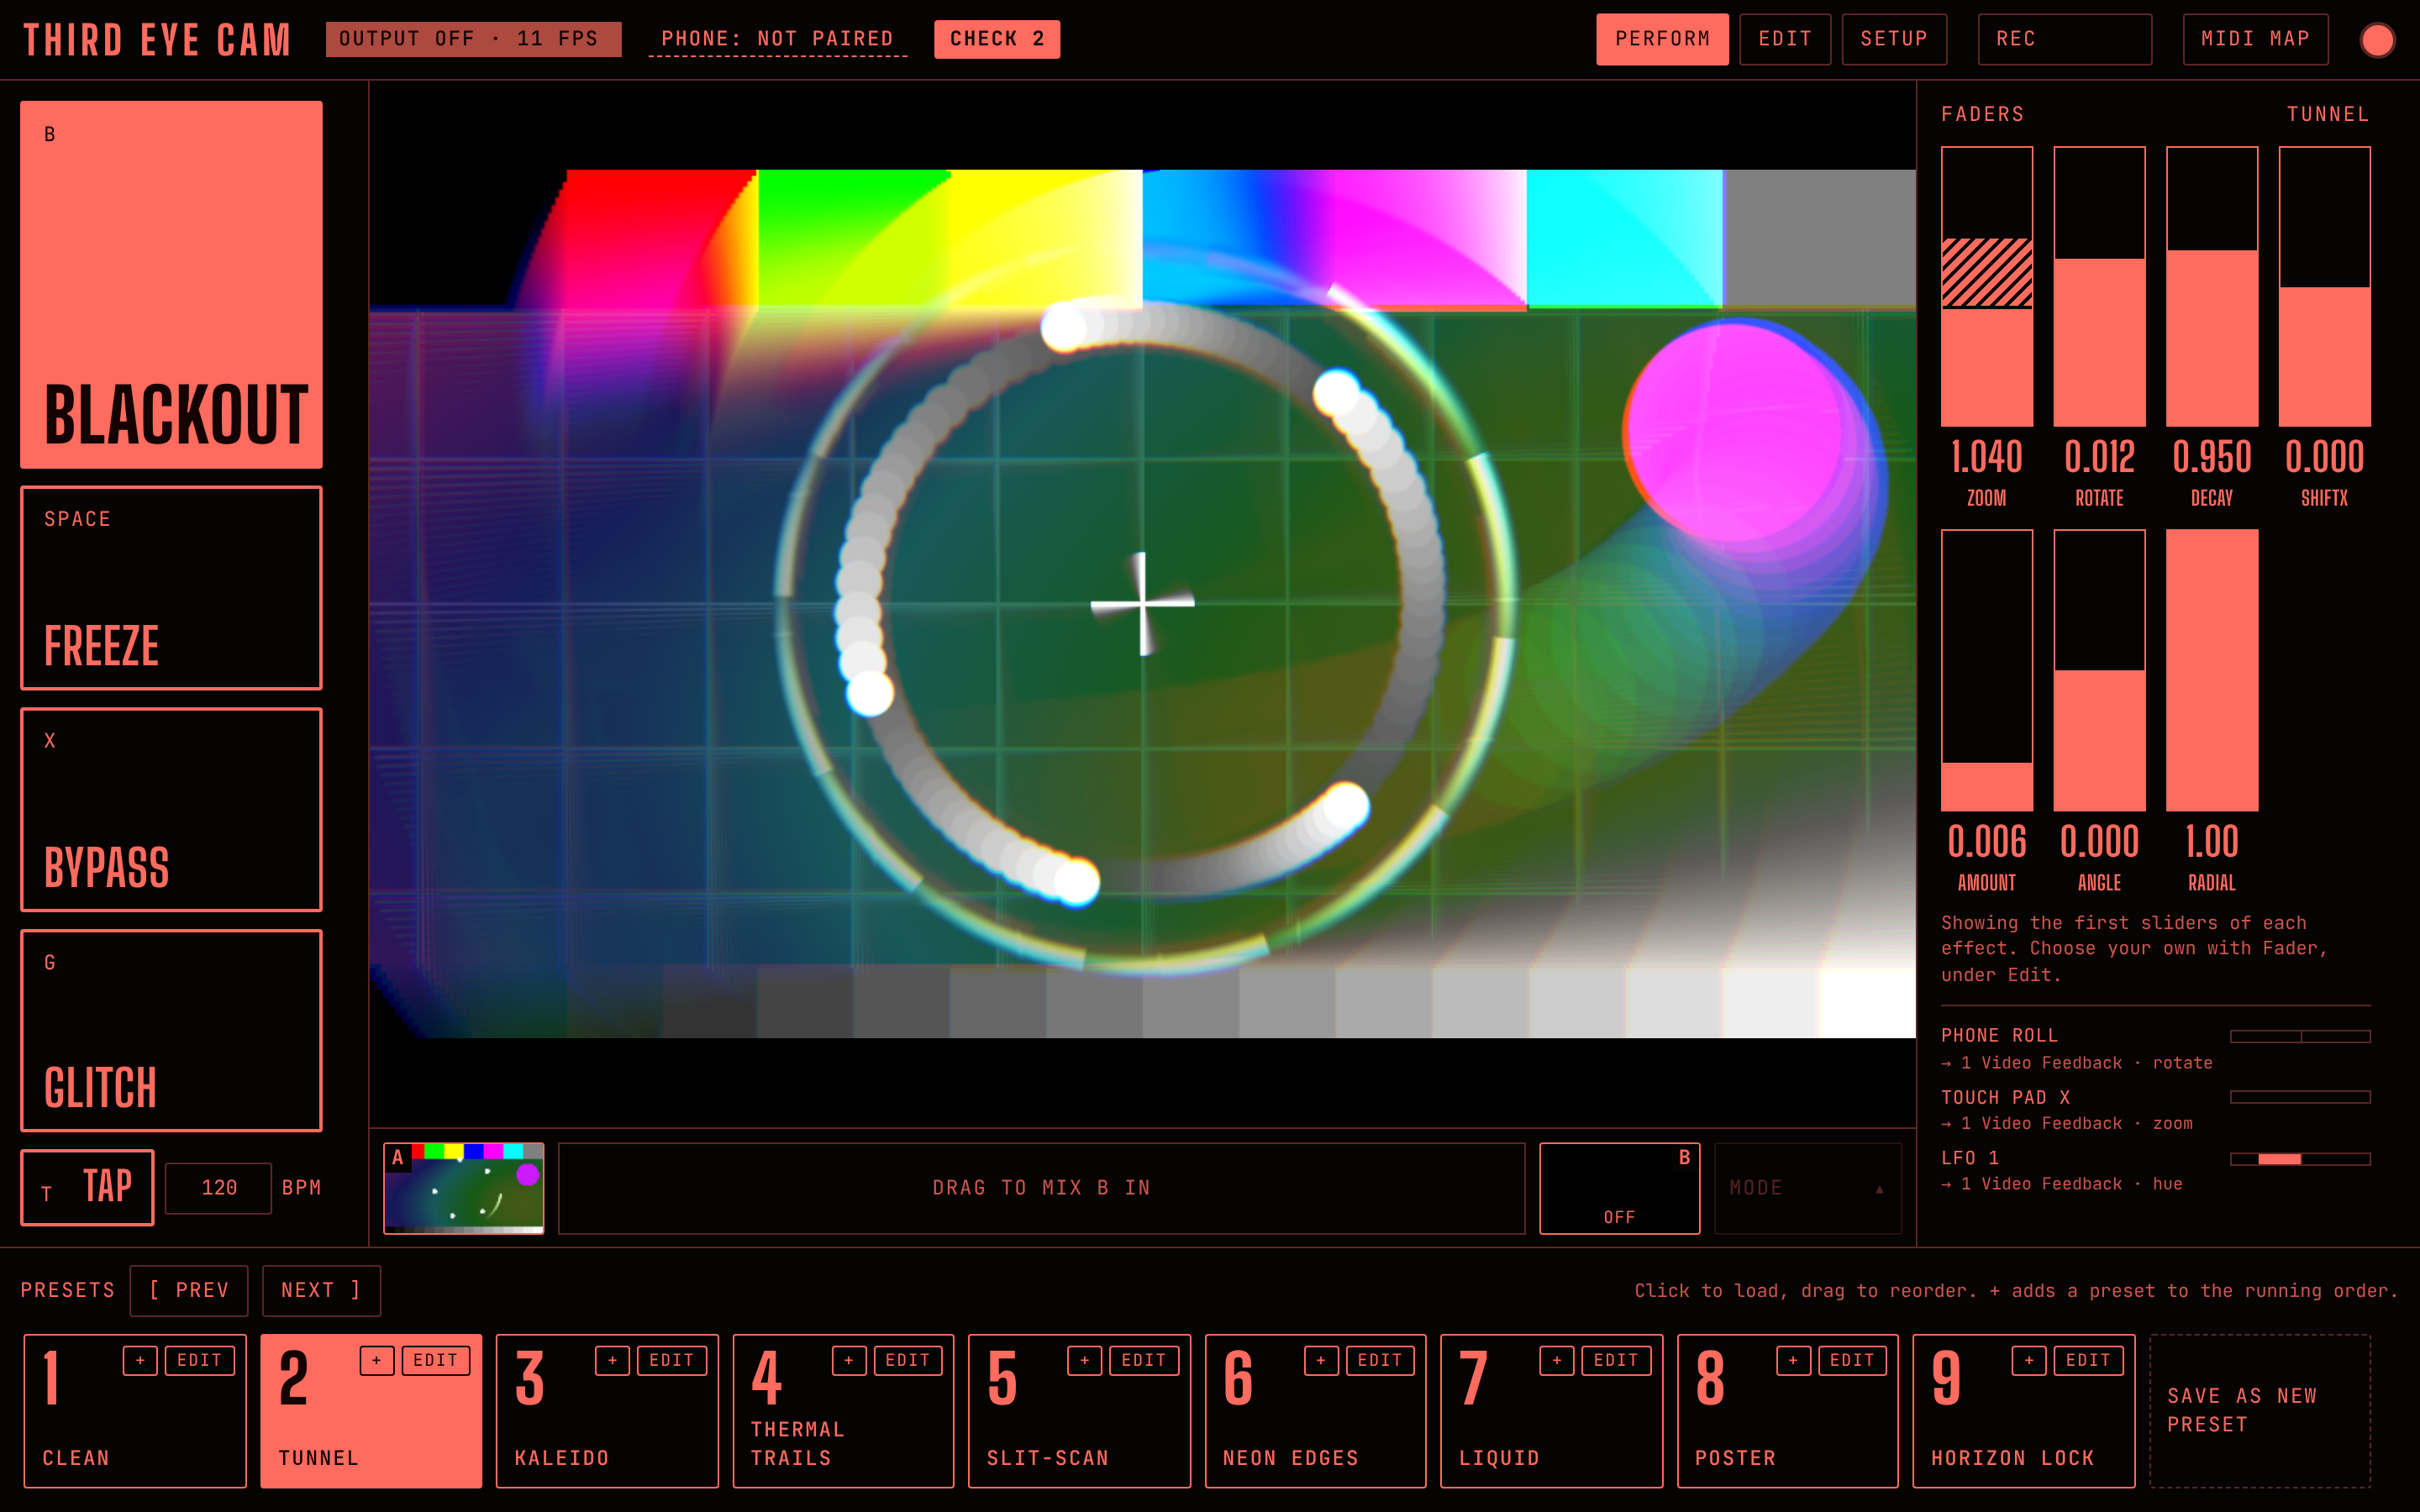 THIRD EYE CAM
OUTPUT OFF · 11 FPS
PHONE: NOT PAIRED
CHECK 2
PERFORM
EDIT
SETUP
REC
MIDI MAP
B
BLACKOUT
SPACE
FREEZE
X
BYPASS
G
GLITCH
T TAP
120 BPM
FADERS
TUNNEL
1.040 0.012 0.950 0.000
ZOOM ROTATE DECAY SHIFTX
0.006 0.000 1.00
AMOUNT ANGLE RADIAL
Showing the first sliders of each
effect. Choose your own with Fader,
under Edit.
PHONE ROLL
→ 1 Video Feedback · rotate
TOUCH PAD X
→ 1 Video Feedback · zoom
LFO 1
→ 1 Video Feedback · hue
A
DRAG TO MIX B IN
B
OFF
MODE ▲
PRESETS
[ PREV
NEXT ]
Click to load, drag to reorder. + adds a preset to the running order.
1 + EDIT
CLEAN
2 + EDIT
TUNNEL
3 + EDIT
KALEIDO
4 + EDIT
THERMAL
TRAILS
5 + EDIT
SLIT-SCAN
6 + EDIT
NEON EDGES
7 + EDIT
LIQUID
8 + EDIT
POSTER
9 + EDIT
HORIZON LOCK
SAVE AS NEW
PRESET